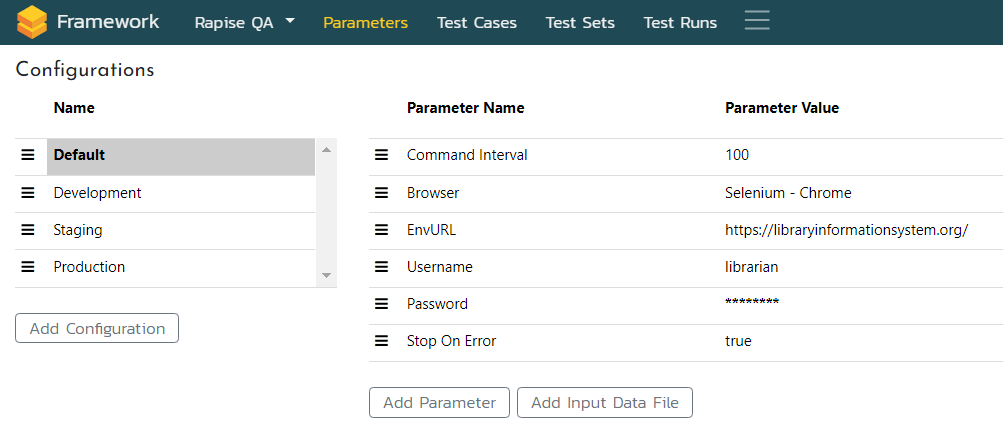 Framework Rapise QA Parameters Test Cases Test Sets Test Runs
Configurations
Name
Default
Development
Staging
Production
Add Configuration
Parameter Name Parameter Value
Command Interval 100
Browser Selenium - Chrome
EnvURL https://libraryinformationsystem.org/
Username librarian
Password ********
Stop On Error true
Add Parameter Add Input Data File